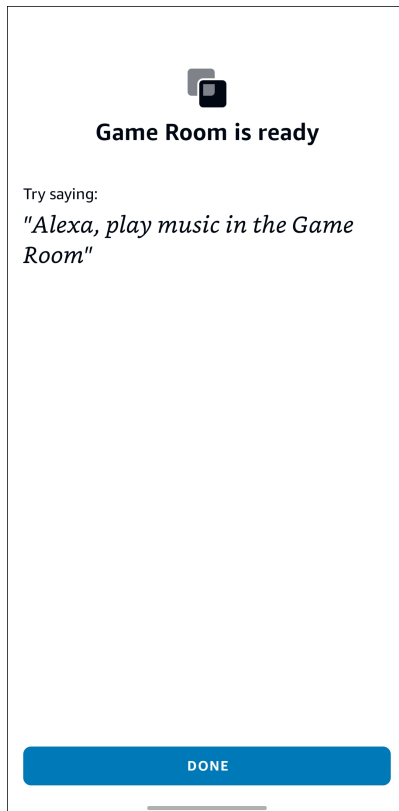 Game Room is ready
Try saying:
"Alexa, play music in the Game
Room"
DONE